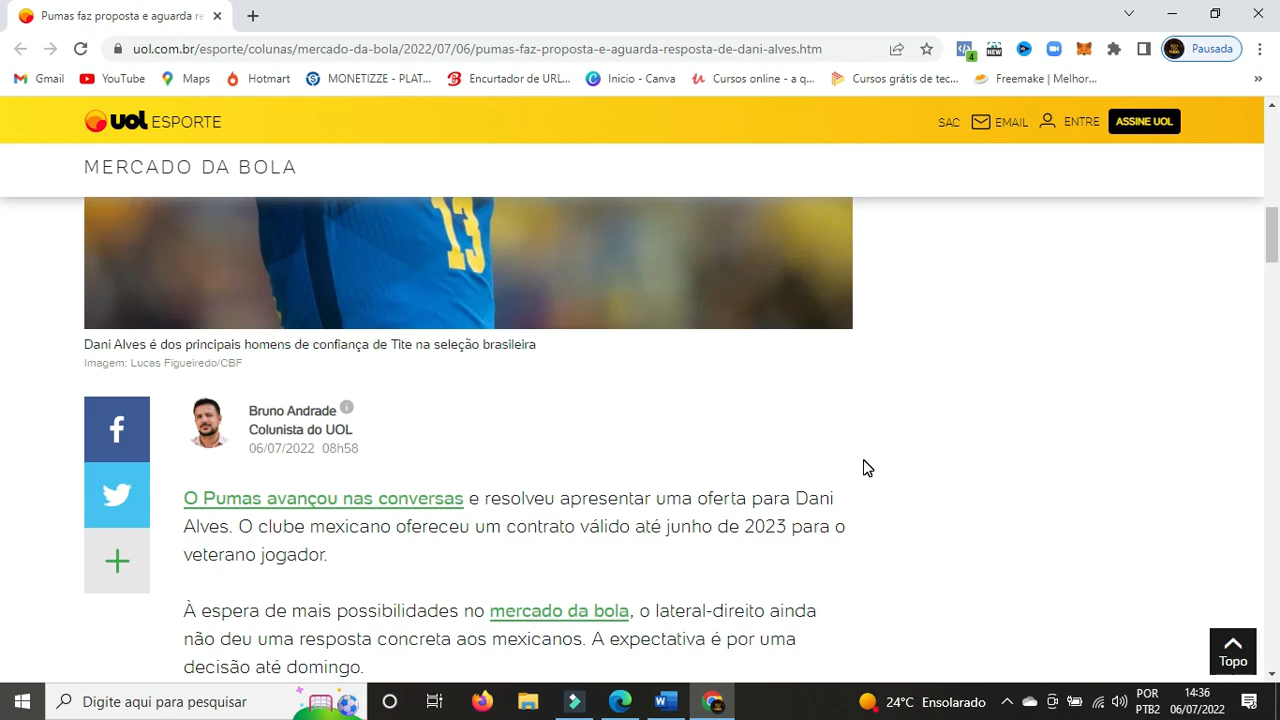 Pumas faz proposta e aguarda re
uol.com.br/esporte/colunas/mercado-da-bola/2022/07/06/pumas-faz-proposta-e-aguarda-resposta-de-dani-alves.htm
4
NEW
Pausada
Gmail YouTube Maps Hotmart MONETIZZE - PLAT... Encurtador de URL... Inicio - Canva Cursos online - a q... Cursos grátis de tec... Freemake | Melhor... »
uol ESPORTE SAC EMAIL ENTRE ASSINE UOL
MERCADO DA BOLA
13
Dani Alves é dos principais homens de confiança de Tite na seleção brasileira
Imagem: Lucas Figueiredo/CBF
Bruno Andrade
Colunista do UOL
06/07/2022 08h58
O Pumas avançou nas conversas e resolveu apresentar uma oferta para Dani
Alves. O clube mexicano ofereceu um contrato válido até junho de 2023 para o
veterano jogador.
À espera de mais possibilidades no mercado da bola, o lateral-direito ainda
não deu uma resposta concreta aos mexicanos. A expectativa é por uma
decisão até domingo.
Topo
Digite aqui para pesquisar
24°C Ensolarado
POR
PTB2
14:36
06/07/2022